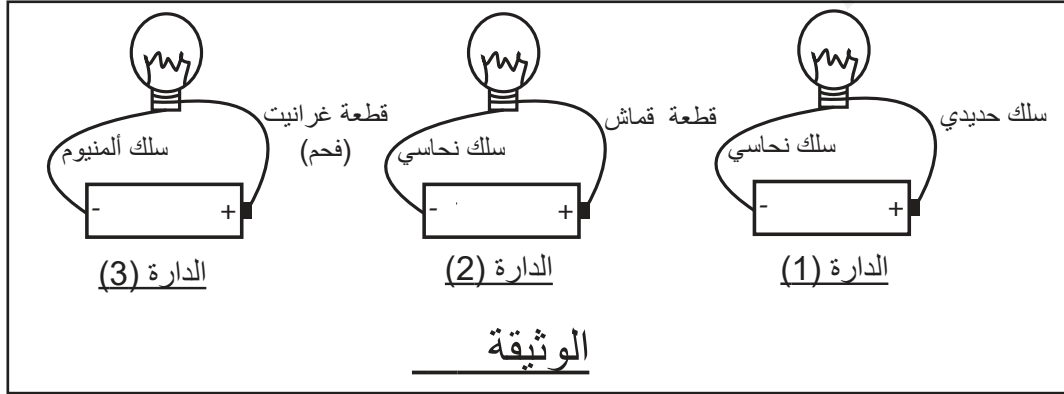 سلك حديدي
سلك نحاسي
- +
الدارة (1)
قطعة قماش
سلك نحاسي
- +
الدارة (2)
قطعة غرانيت
(فحم)
سلك ألمنيوم
- +
الدارة (3)
الوثيقة